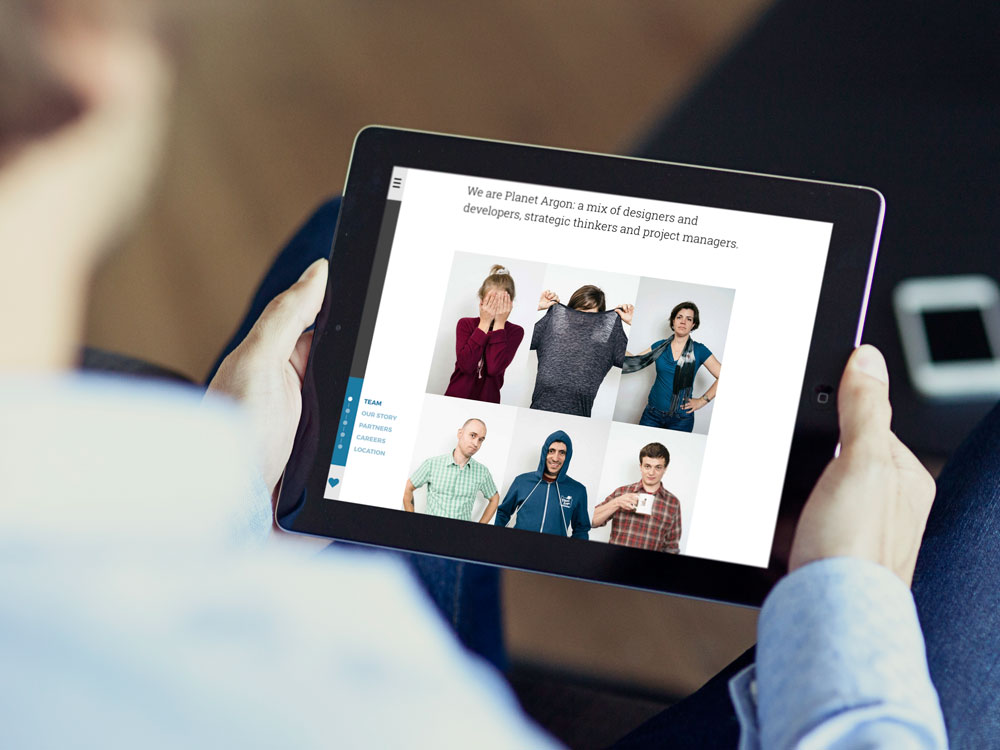 We are Planet Argon: a mix of designers and
developers, strategic thinkers and project managers.
TEAM
OUR STORY
PARTNERS
CAREERS
LOCATION